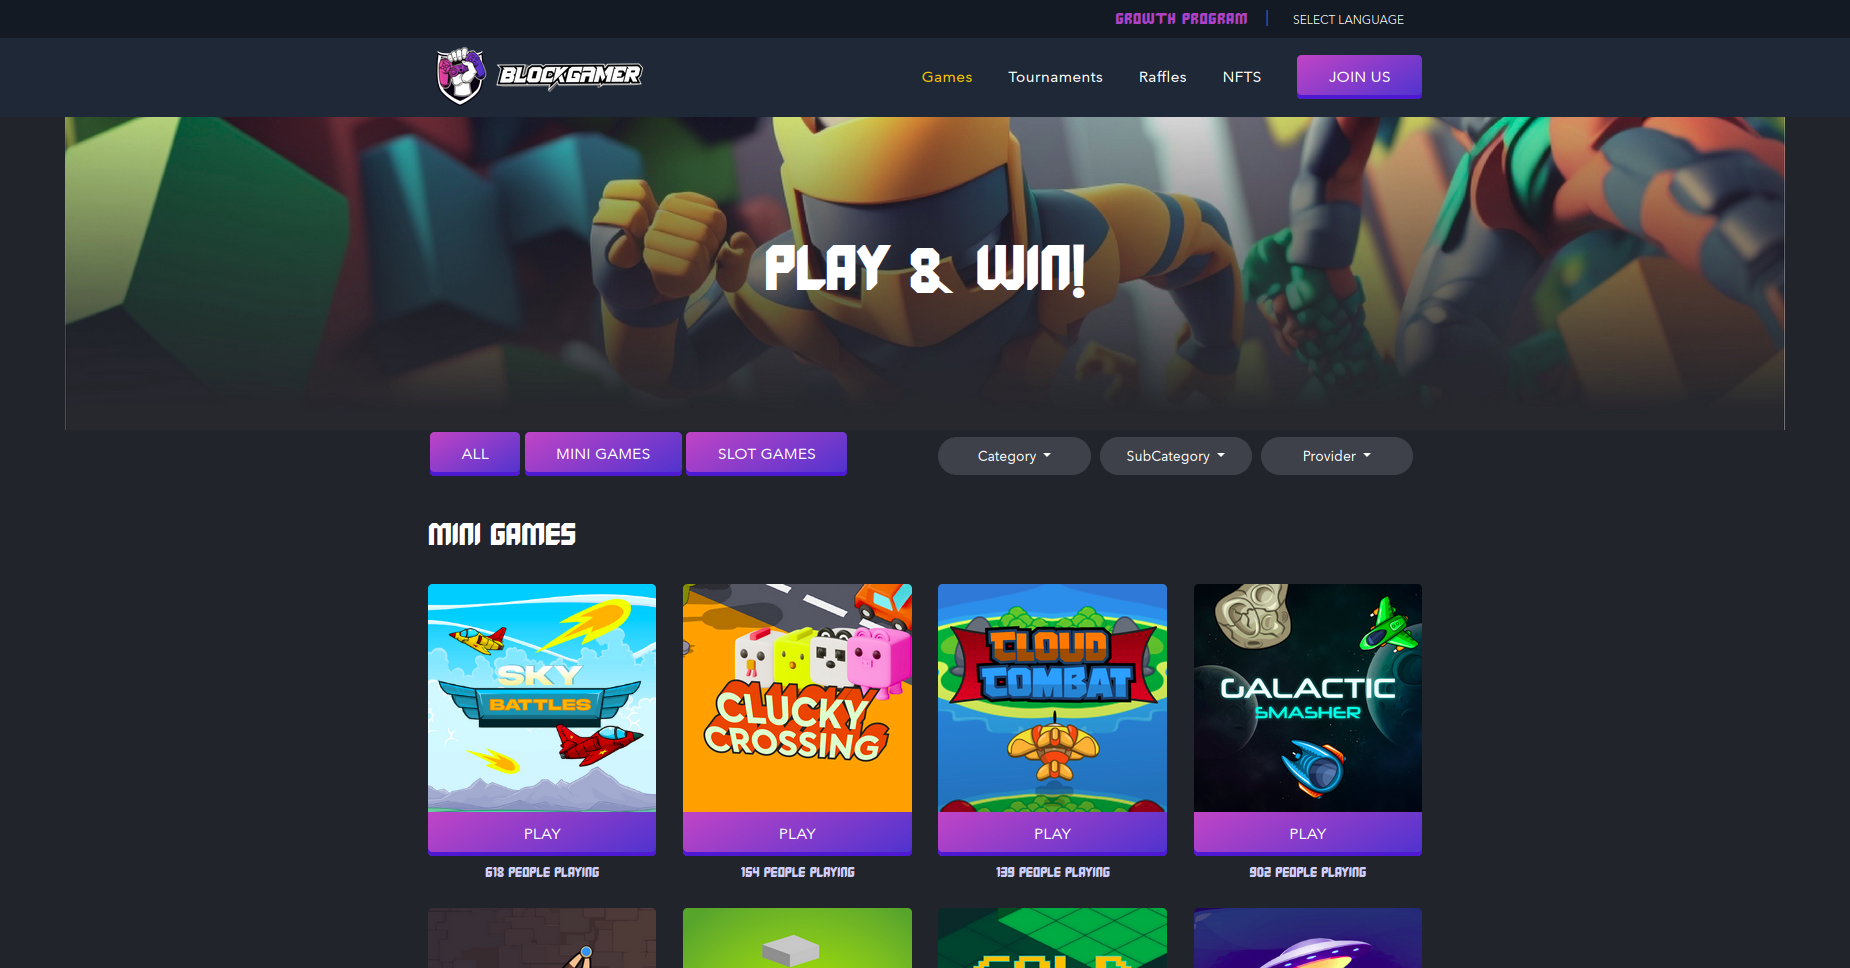 GROWTH PROGRAM
SELECT LANGUAGE
BLOCKGAMER
Games
Tournaments
Raffles
NFTS
JOIN US
PLAY & WIN!
ALL
MINI GAMES
SLOT GAMES
Category
SubCategory
Provider
MINI GAMES
SKY
BATTLES
CLUCKY
CROSSING
CLOUD
COMBAT
GALACTIC
SMASHER
PLAY
PLAY
PLAY
PLAY
618 PEOPLE PLAYING
154 PEOPLE PLAYING
139 PEOPLE PLAYING
902 PEOPLE PLAYING
GOLD